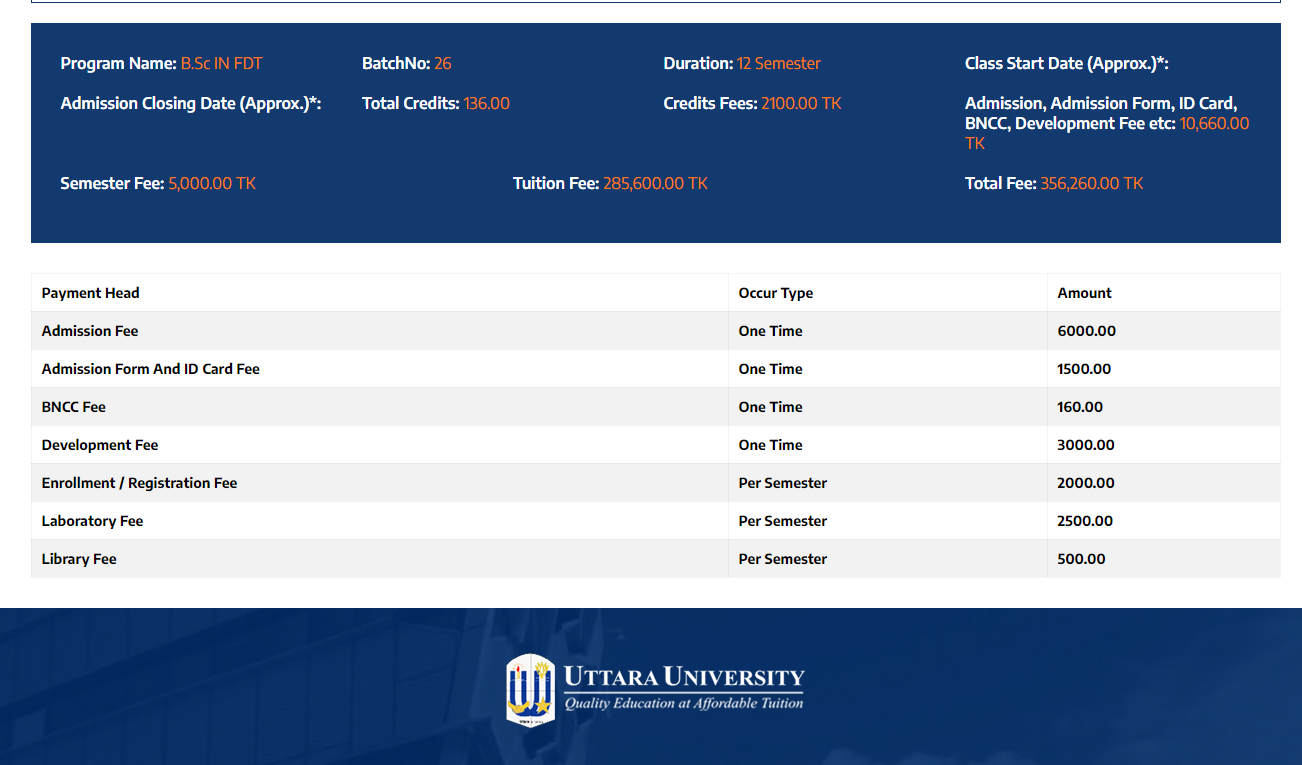 Program Name: B.Sc IN FDT
BatchNo: 26
Duration: 12 Semester
Class Start Date (Approx.)*:
Admission Closing Date (Approx.)*:
Total Credits: 136.00
Credits Fees: 2100.00 TK
Admission, Admission Form, ID Card,
BNCC, Development Fee etc: 10,660.00
TK
Semester Fee: 5,000.00 TK
Tuition Fee: 285,600.00 TK
Total Fee: 356,260.00 TK
Payment Head Occur Type Amount
Admission Fee One Time 6000.00
Admission Form And ID Card Fee One Time 1500.00
BNCC Fee One Time 160.00
Development Fee One Time 3000.00
Enrollment / Registration Fee Per Semester 2000.00
Laboratory Fee Per Semester 2500.00
Library Fee Per Semester 500.00
UTTARA UNIVERSITY
Quality Education at Affordable Tuition